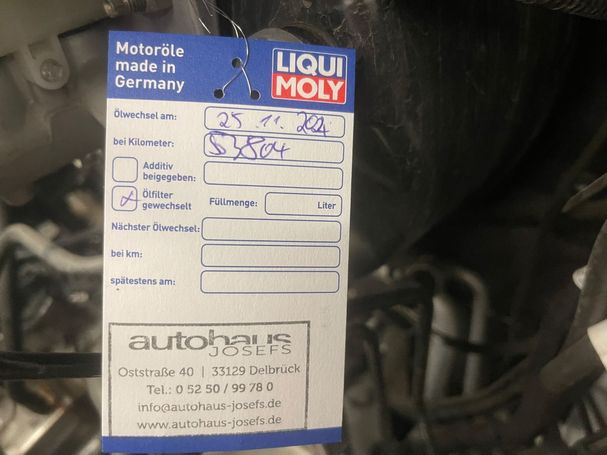 Motoröle
made in
Germany
LIQUI
MOLY
Ölwechsel am: 25.11.2024
bei Kilometer: 53804
Additiv
beigegeben:
Ölfilter
gewechselt
Füllmenge: Liter
Nächster Ölwechsel:
bei km:
spätestens am:
autohaus
JOSEFS
Oststraße 40 | 33129 Delbrück
Tel.: 0 52 50 / 99 78 0
info@autohaus-josefs.de
www.autohaus-josefs.de